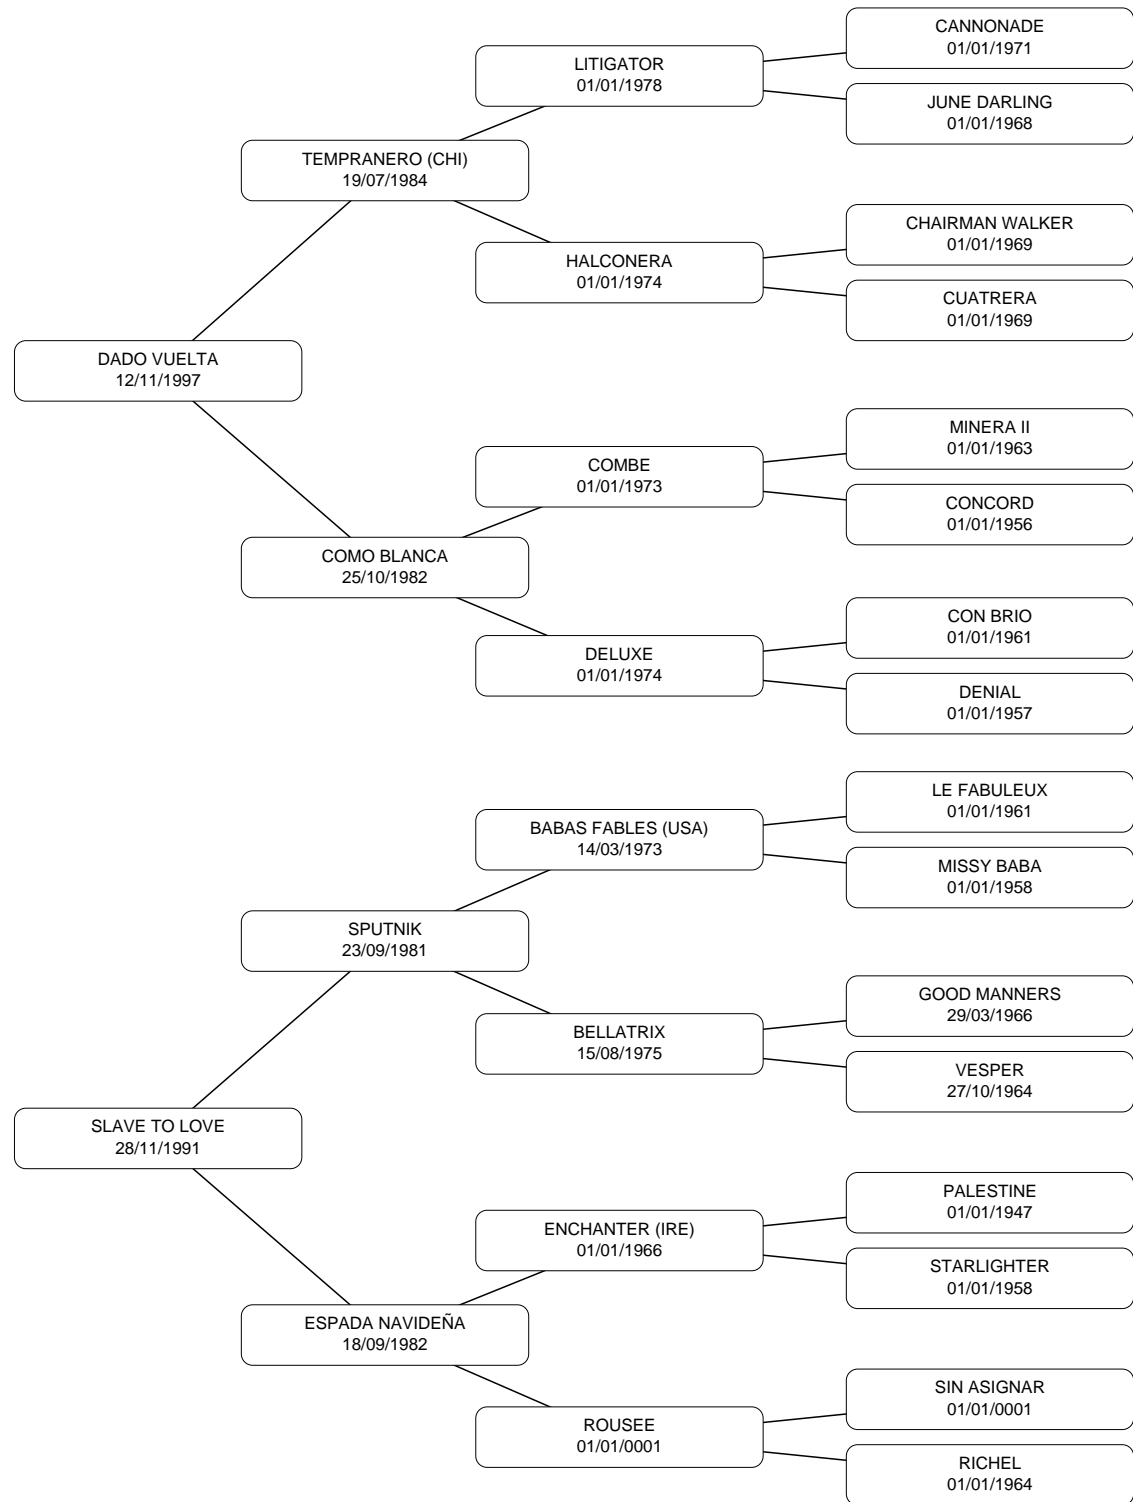 CANNONADE
01/01/1971
LITIGATOR
01/01/1978
JUNE DARLING
01/01/1968
TEMPRANERO (CHI)
19/07/1984
CHAIRMAN WALKER
01/01/1969
HALCONERA
01/01/1974
CUATRERA
01/01/1969
DADO VUELTA
12/11/1997
MINERA II
01/01/1963
COMBE
01/01/1973
CONCORD
01/01/1956
COMO BLANCA
25/10/1982
CON BRIO
01/01/1961
DELUXE
01/01/1974
DENIAL
01/01/1957
LE FABULEUX
01/01/1961
BABAS FABLES (USA)
14/03/1973
MISSY BABA
01/01/1958
SPUTNIK
23/09/1981
GOOD MANNERS
29/03/1966
BELLATRIX
15/08/1975
VESPER
27/10/1964
SLAVE TO LOVE
28/11/1991
PALESTINE
01/01/1947
ENCHANTER (IRE)
01/01/1966
STARLIGHTER
01/01/1958
ESPADA NAVIDEÑA
18/09/1982
SIN ASIGNAR
01/01/0001
ROUSEE
01/01/0001
RICHEL
01/01/1964